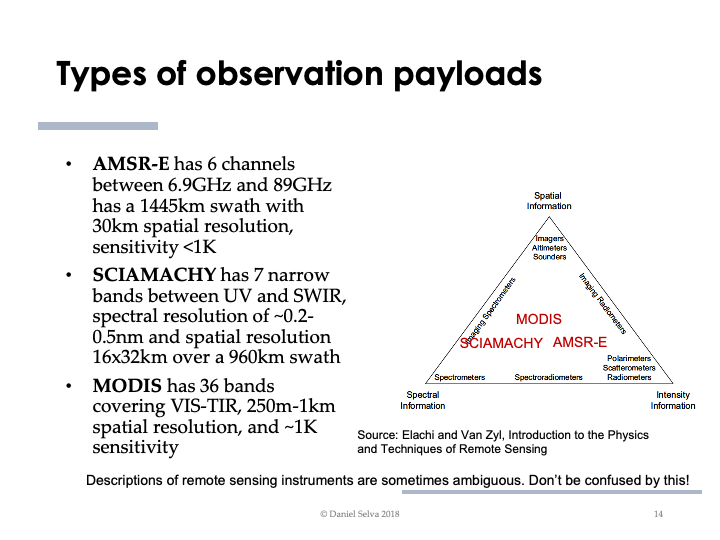 Types of observation payloads
• AMSR-E has 6 channels
between 6.9GHz and 89GHz
has a 1445km swath with
30km spatial resolution,
sensitivity <1K
• SCIAMACHY has 7 narrow
bands between UV and SWIR,
spectral resolution of ~0.2-
0.5nm and spatial resolution
16x32km over a 960km swath
• MODIS has 36 bands
covering VIS-TIR, 250m-1km
spatial resolution, and ~1K
sensitivity
Spatial
Information
Imagers
Altimeters
Sounders
Imaging Spectrometers
Imaging Radiometers
MODIS
SCIAMACHY AMSR-E
Polarimeters
Scatterometers
Radiometers
Spectrometers
Spectroradiometers
Spectral
Information
Intensity
Information
Source: Elachi and Van Zyl, Introduction to the Physics
and Techniques of Remote Sensing
Descriptions of remote sensing instruments are sometimes ambiguous. Don't be confused by this!
© Daniel Selva 2018
14